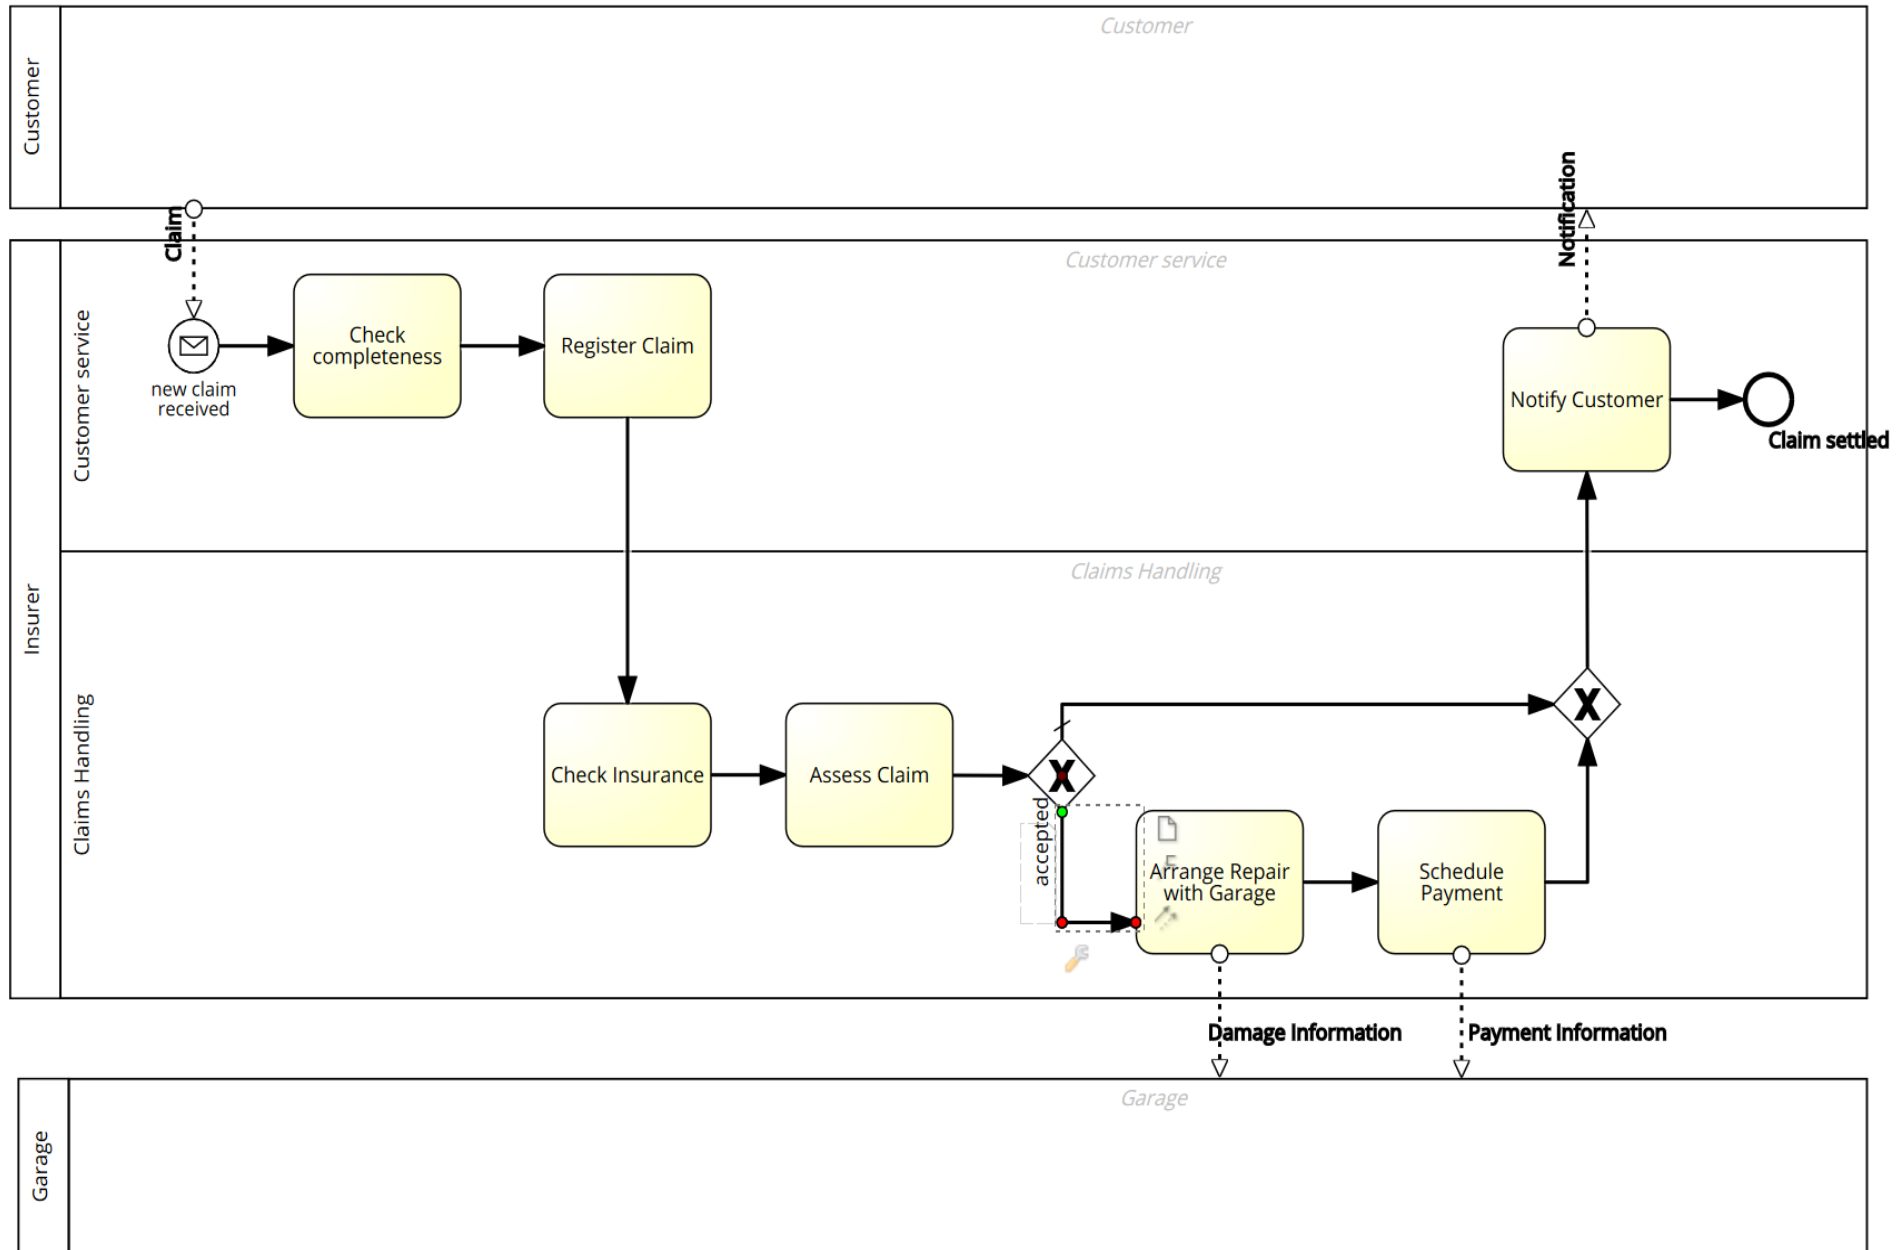 Customer
Customer
Claim
Notification
Insurer
Customer service
Customer service
new claim
received
Check
completeness
Register Claim
Notify Customer
Claim settled
Claims Handling
Claims Handling
Check Insurance
Assess Claim
X
X
accepted
Arrange Repair
with Garage
Schedule
Payment
Damage Information
Payment Information
Garage
Garage